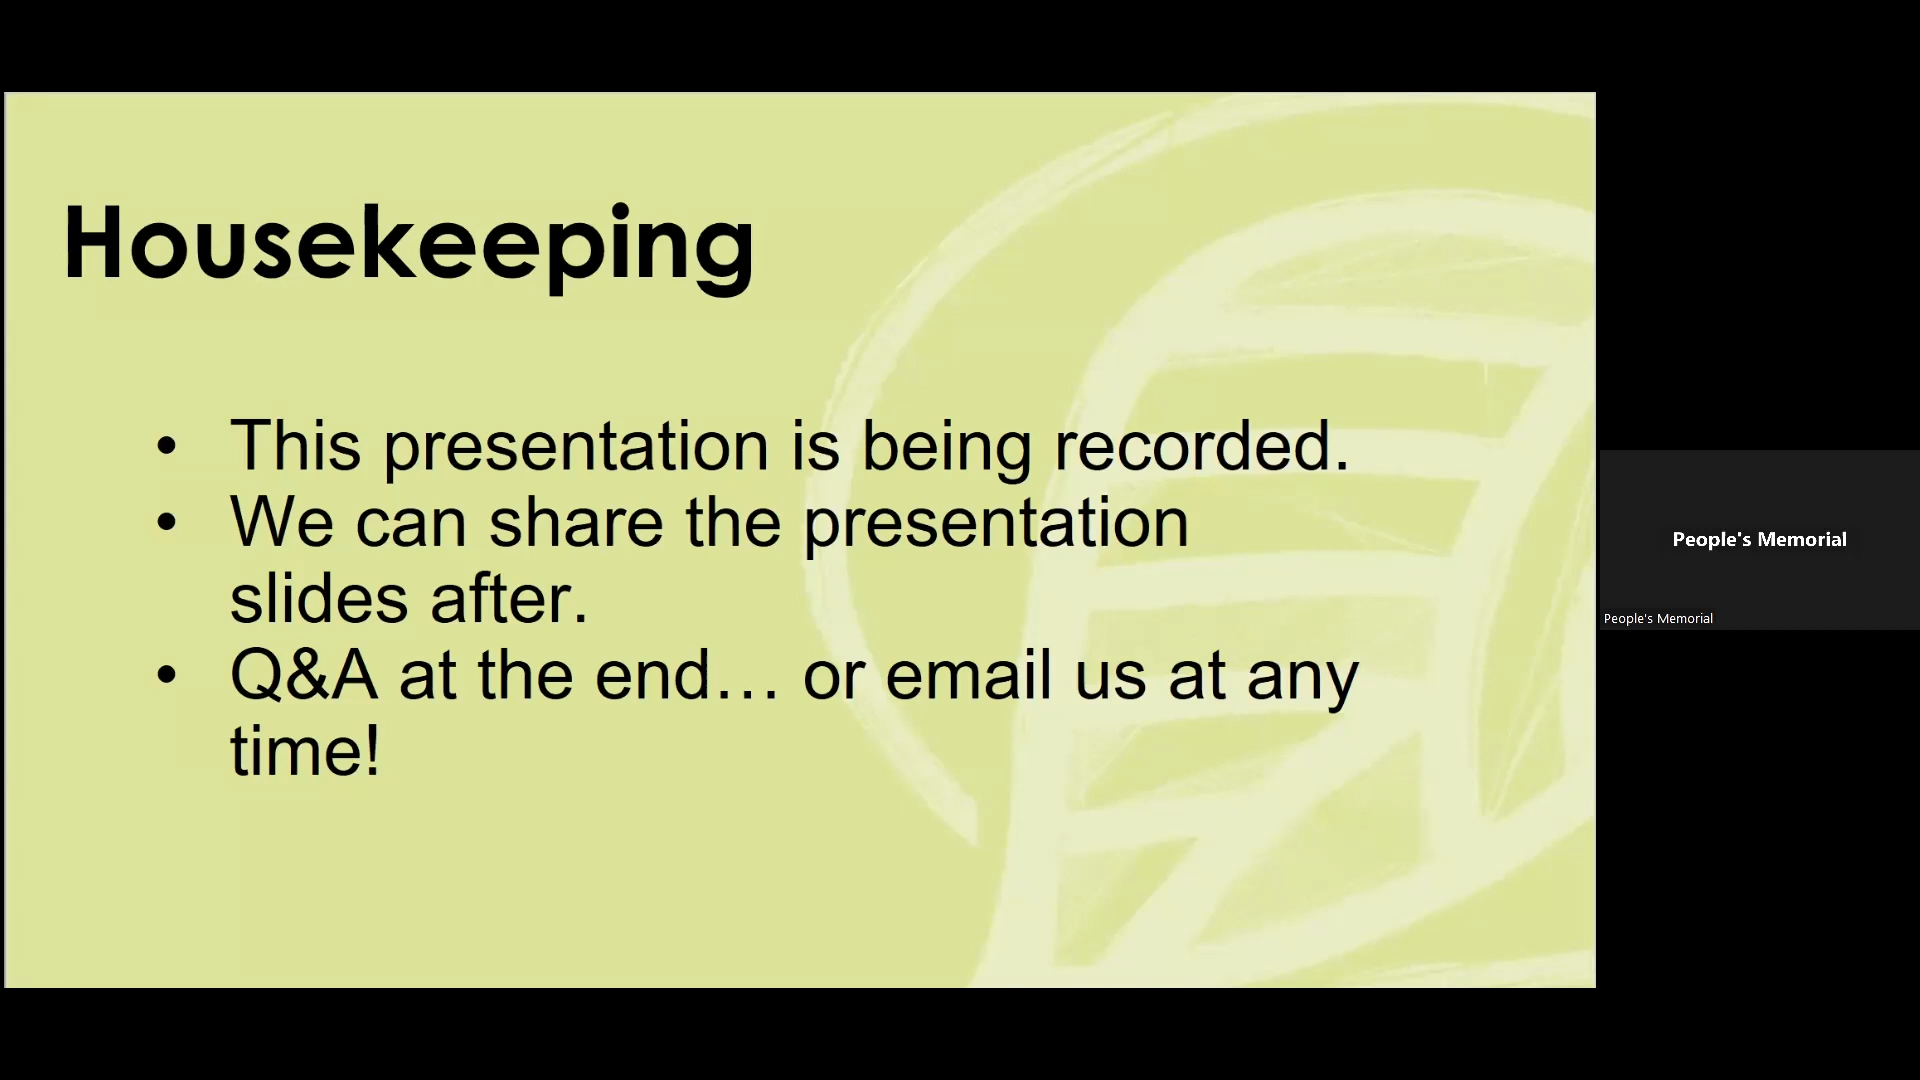 Housekeeping
• This presentation is being recorded.
• We can share the presentation
slides after.
• Q&A at the end… or email us at any
time!
People's Memorial
People's Memorial